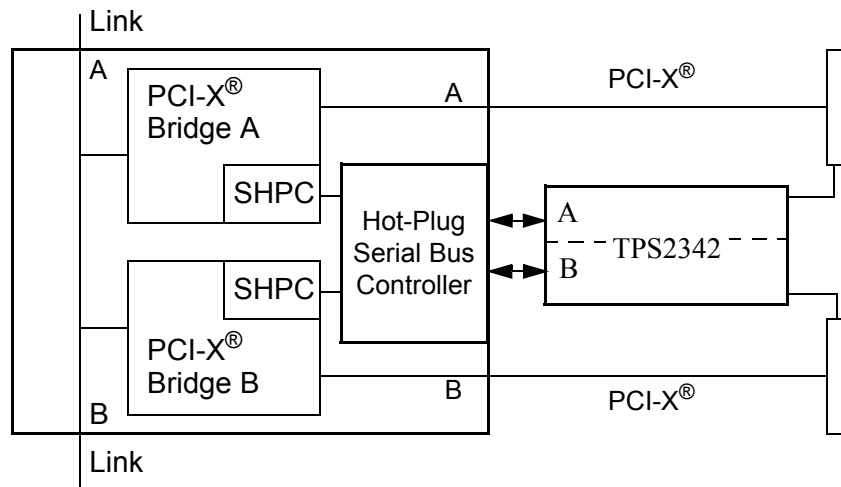 Link
A
PCI-X®
Bridge A
SHPC
A
PCI-X®
Hot-Plug
Serial Bus
Controller
A
TPS2342
B
SHPC
PCI-X®
Bridge B
B
PCI-X®
B
Link